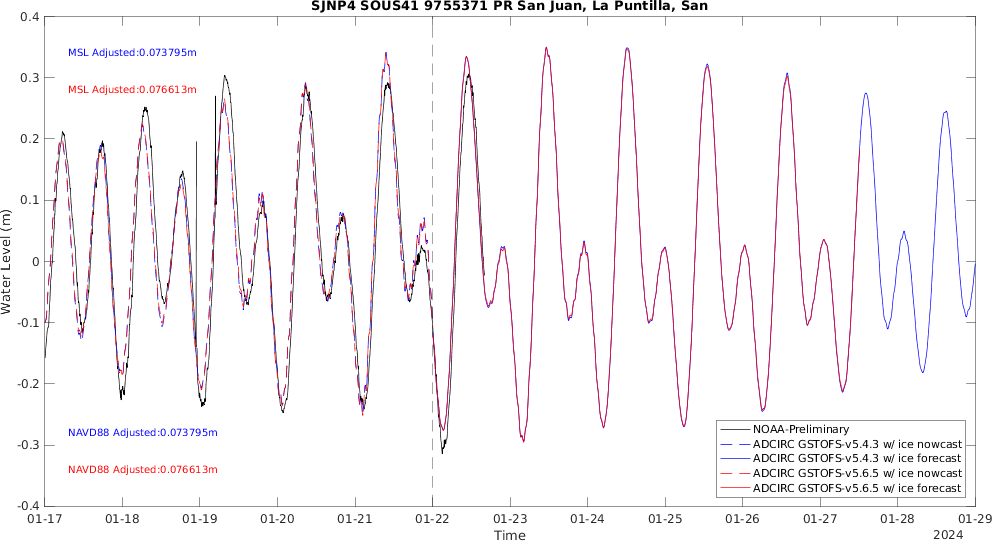 SJNP4 SOUS41 9755371 PR San Juan, La Puntilla, San
Water Level (m)
0.4
0.3
0.2
0.1
0
-0.1
-0.2
-0.3
-0.4
MSL Adjusted:0.073795m
MSL Adjusted:0.076613m
NAVD88 Adjusted:0.073795m
NAVD88 Adjusted:0.076613m
NOAA-Preliminary
ADCIRC GSTOFS-v5.4.3 w/ ice nowcast
ADCIRC GSTOFS-v5.4.3 w/ ice forecast
ADCIRC GSTOFS-v5.6.5 w/ ice nowcast
ADCIRC GSTOFS-v5.6.5 w/ ice forecast
01-17 01-18 01-19 01-20 01-21 01-22 01-23 01-24 01-25 01-26 01-27 01-28 01-29
Time
2024